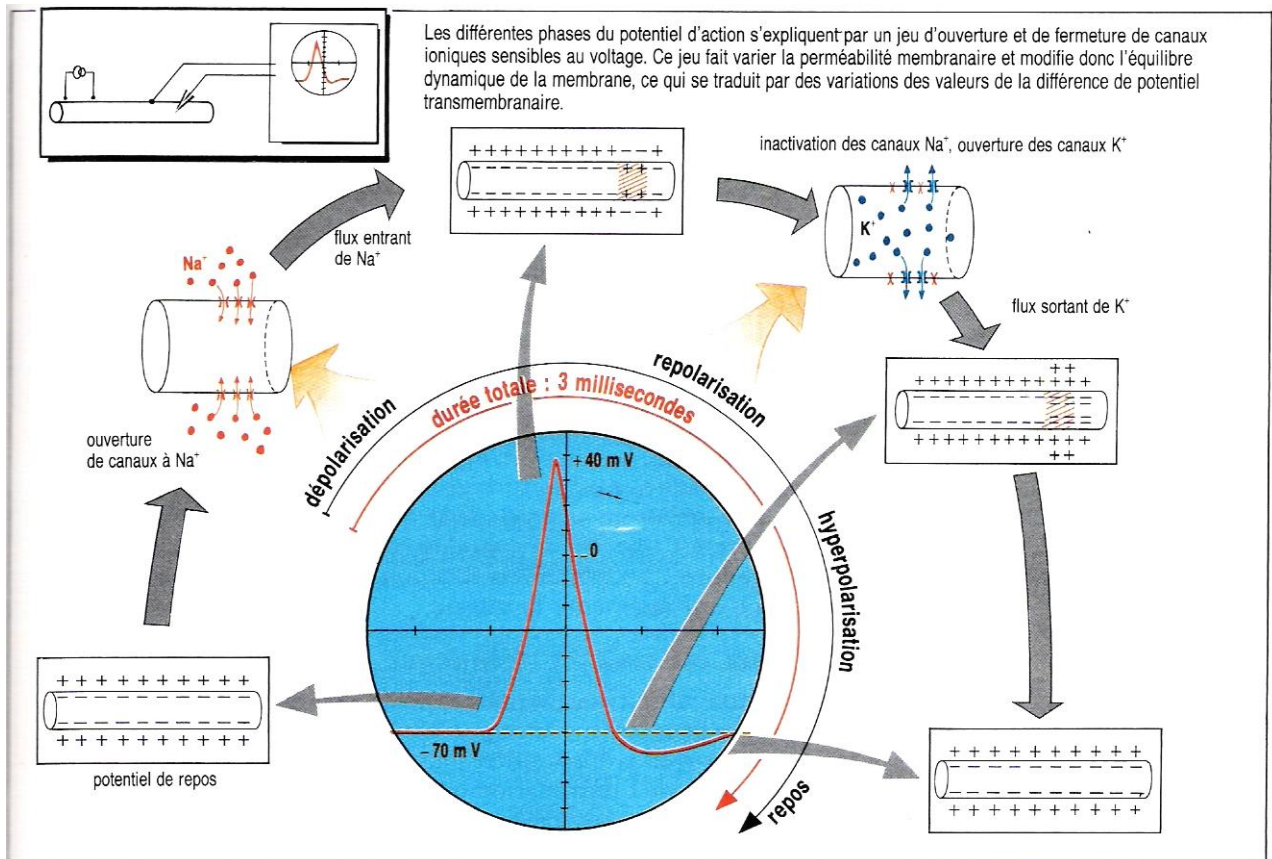 Les différentes phases du potentiel d'action s'expliquent par un jeu d'ouverture et de fermeture de canaux
ioniques sensibles au voltage. Ce jeu fait varier la perméabilité membranaire et modifie donc l'équilibre
dynamique de la membrane, ce qui se traduit par des variations des valeurs de la différence de potentiel
transmembranaire.
inactivation des canaux Na⁺, ouverture des canaux K⁺
flux entrant
de Na⁺
Na⁺
K⁺
flux sortant de K⁺
ouverture
de canaux à Na⁺
dépolarisation
durée totale : 3 millisecondes
repolarisation
hyperpolarisation
repos
+40 mV
0
– 70 mV
potentiel de repos